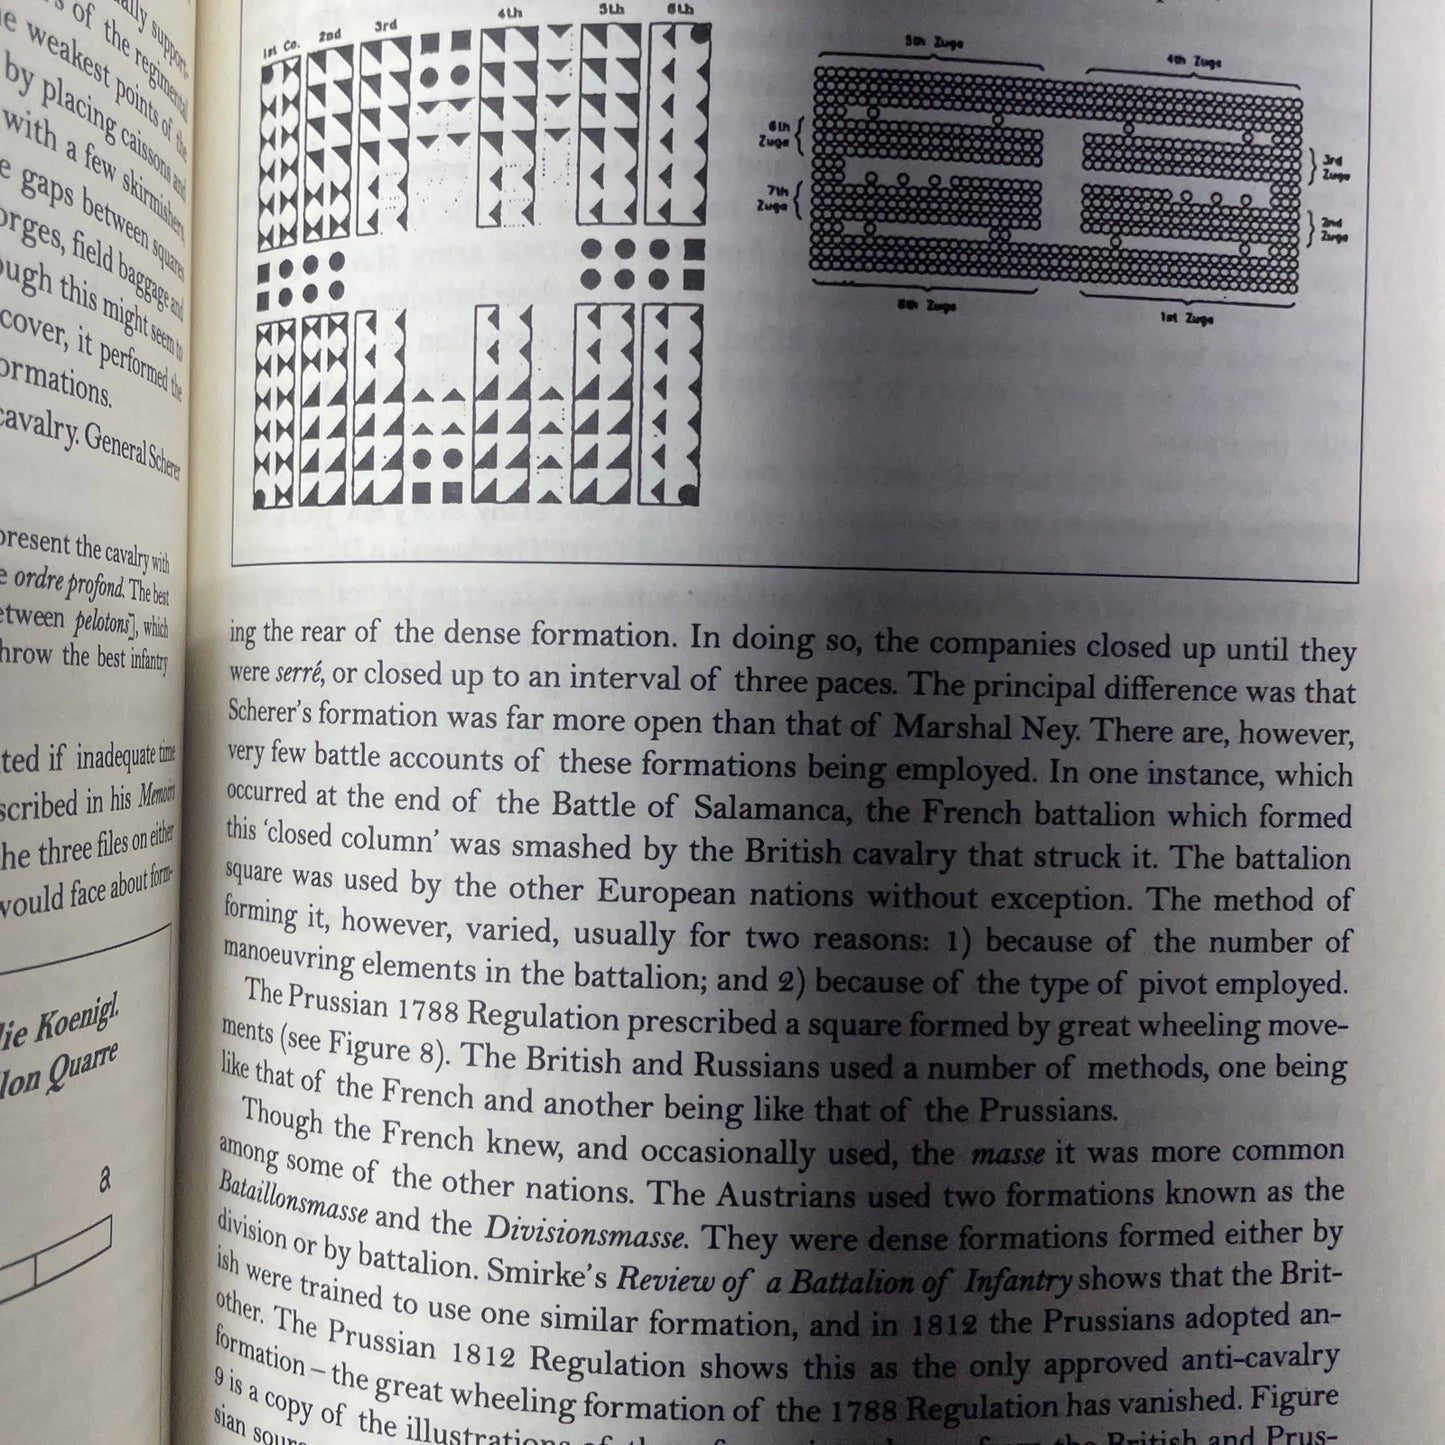 ally support-
s of the regimental
e weakest points of the
by placing caissons and
with a few skirmishers,
e gaps between squares
orges, field baggage and
ough this might seem to
cover, it performed the
ormations.
cavalry. General Scherer
present the cavalry with
e ordre profond. The best
etween pelotons], which
hrow the best infantry
ted if inadequate time
scribed in his Memoirs
he three files on either
would face about form-
die Koenigl.
lon Quarre
a
1st Co. 2nd 3rd 4th 5th 6th
5th Zuge
4th Zuge
6th
Zuge
3rd
Zuge
7th
Zuge
2nd
Zuge
8th Zuge
1st Zuge
ing the rear of the dense formation. In doing so, the companies closed up until they
were serré, or closed up to an interval of three paces. The principal difference was that
Scherer's formation was far more open than that of Marshal Ney. There are, however,
very few battle accounts of these formations being employed. In one instance, which
occurred at the end of the Battle of Salamanca, the French battalion which formed
this 'closed column' was smashed by the British cavalry that struck it. The battalion
square was used by the other European nations without exception. The method of
forming it, however, varied, usually for two reasons: 1) because of the number of
manoeuvring elements in the battalion; and 2) because of the type of pivot employed.
The Prussian 1788 Regulation prescribed a square formed by great wheeling move-
ments (see Figure 8). The British and Russians used a number of methods, one being
like that of the French and another being like that of the Prussians.
Though the French knew, and occasionally used, the masse it was more common
among some of the other nations. The Austrians used two formations known as the
Bataillonsmasse and the Divisionsmasse. They were dense formations formed either by
division or by battalion. Smirke's Review of a Battalion of Infantry shows that the Brit-
ish were trained to use one similar formation, and in 1812 the Prussians adopted an-
other. The Prussian 1812 Regulation shows this as the only approved anti-cavalry
formation – the great wheeling formation of the 1788 Regulation has vanished. Figure
9 is a copy of the illustrations of the British and Prus-
sian